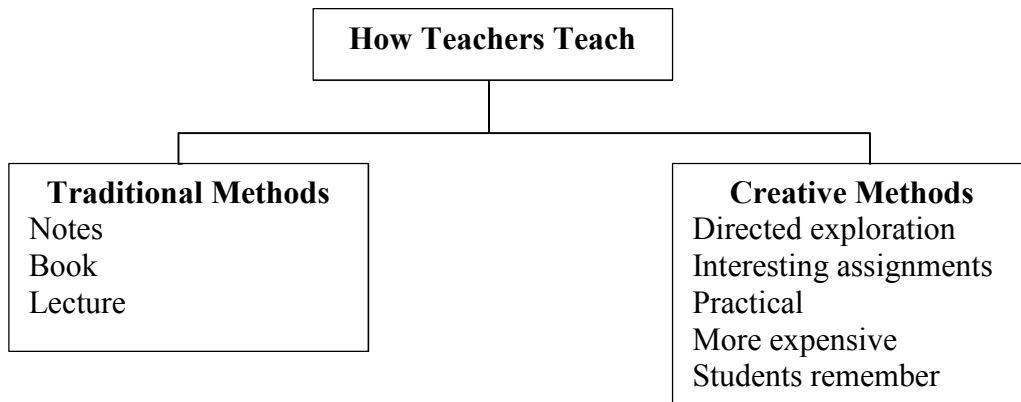 How Teachers Teach
Traditional Methods
Notes
Book
Lecture
Creative Methods
Directed exploration
Interesting assignments
Practical
More expensive
Students remember